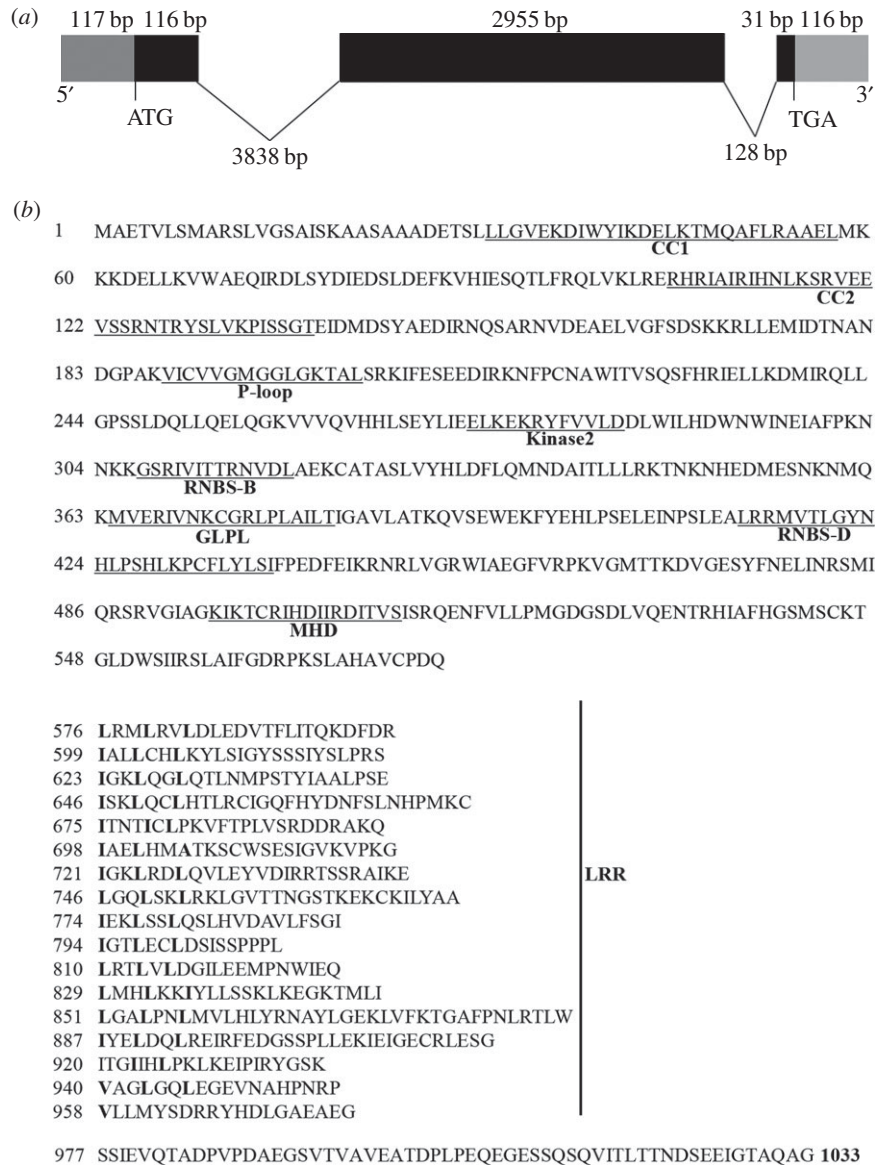 (a)
117 bp 116 bp 2955 bp 31 bp 116 bp
5′ 3′
ATG TGA
3838 bp 128 bp
(b)
1 MAETVLSMARSLVGSAISKAASAAADETSLLLGVEKDIWYIKDELKTMQAFLRAAELMK
CC1
60 KKDELLKVWAEQIRDLSYDIEDSLDEFKVHIESQTLFRQLVKLRERHRIAIRIHNLKSRVEE
CC2
122 VSSRNTRYSLVKPISSGTEIDMDSYAEDIRNQSARNVDEAELVGFSDSKKRLLEMIDTNAN
183 DGPAKVICVVGMGGLGKTALSRKIFESEEDIRKNFPCNAWITVSQSFHRIELLKDMIRQLL
P-loop
244 GPSSLDQLLQELQGKVVVQVHHLSEYLIEELKEKRYFVVLDDLWILHDWNWINEIAFPKN
Kinase2
304 NKKGSRIVITTRNVDLAEKCATASLVYHLDFLQMNDAITLLLRKTNKNHEDMESNKNMQ
RNBS-B
363 KMVERIVNKCGRLPLAILTIGAVLATKQVSEWEKFYEHLPSELEINPSLEALRRMVTLGYN
GLPL RNBS-D
424 HLPSHLKPCFLYLSIFPEDFEIKRNRLVGRWIAEGFVRPKVGMTTKDVGESYFNELINRSMI
486 QRSRVGIAGKIKTCRIHDIIRDITVSISRQENFVLLPMGDGSDLVQENTRHIAFHGSMSCKT
MHD
548 GLDWSIIRSLAIFGDRPKSLAHAVCPDQ
576 LRMLRVLDLEDVTFLITQKDFDR
599 IALLCHLKYLSIGYSSSIYSLPRS
623 IGKLQGLQTLNMPSTYIAALPSE
646 ISKLQCLHTLRCIGQFHYDNFSLNHPMKC
675 ITNTICLPKVFTPLVSRDDRAKQ
698 IAELHMATKSCWSESIGVKVPKG
721 IGKLRDLQVLEYVDIRRTSSRAIKE
LRR
746 LGQLSKLRKLGVTTNGSTKEKCKILYAA
774 IEKLSSLQSLHVDAVLFSGI
794 IGTLECLDSISSPPPL
810 LRTLVLDGILEEMPNWIEQ
829 LMHLKKIYLLSSKLKEGKTMLI
851 LGALPNLMVLHLYRNAYLGEKLVFKTGAFPNLRTLW
887 IYELDQLREIRFEDGSSPLLEKIEIGECRLESG
920 ITGIIHLPKLKEIPIRYGSK
940 VAGLGQLEGEVNAHPNRP
958 VLLMYSDRRYHDLGAEAEG
977 SSIEVQTADPVPDAEGSVTVAVEATDPLPEQEGESSQSQVITLTTNDSEEIGTAQAG 1033